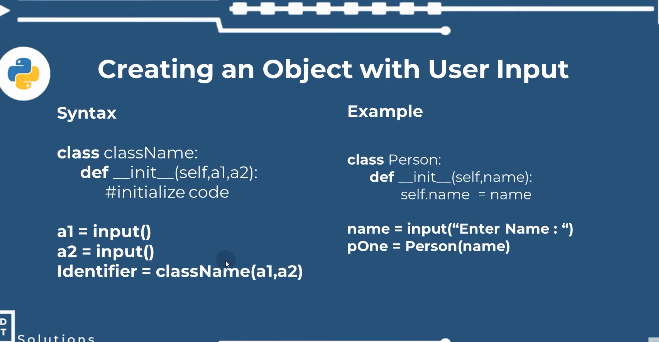 Creating an Object with User Input
Syntax
class className:
def __init__(self,a1,a2):
#initialize code
a1 = input()
a2 = input()
Identifier = className(a1,a2)
Example
class Person:
def __init__(self,name):
self.name = name
name = input(“Enter Name : “)
pOne = Person(name)
D
T
Solutions